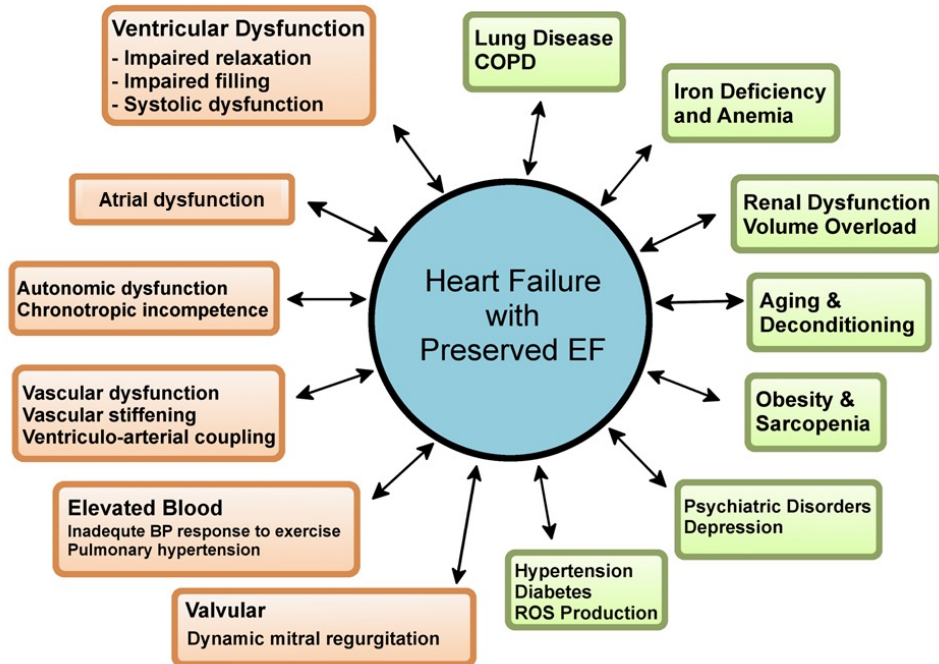 Ventricular Dysfunction
- Impaired relaxation
- Impaired filling
- Systolic dysfunction
Lung Disease
COPD
Iron Deficiency
and Anemia
Atrial dysfunction
Renal Dysfunction
Volume Overload
Autonomic dysfunction
Chronotropic incompetence
Heart Failure
with
Preserved EF
Aging &
Deconditioning
Vascular dysfunction
Vascular stiffening
Ventriculo-arterial coupling
Obesity &
Sarcopenia
Elevated Blood
Inadequte BP response to exercise
Pulmonary hypertension
Psychiatric Disorders
Depression
Valvular
Dynamic mitral regurgitation
Hypertension
Diabetes
ROS Production